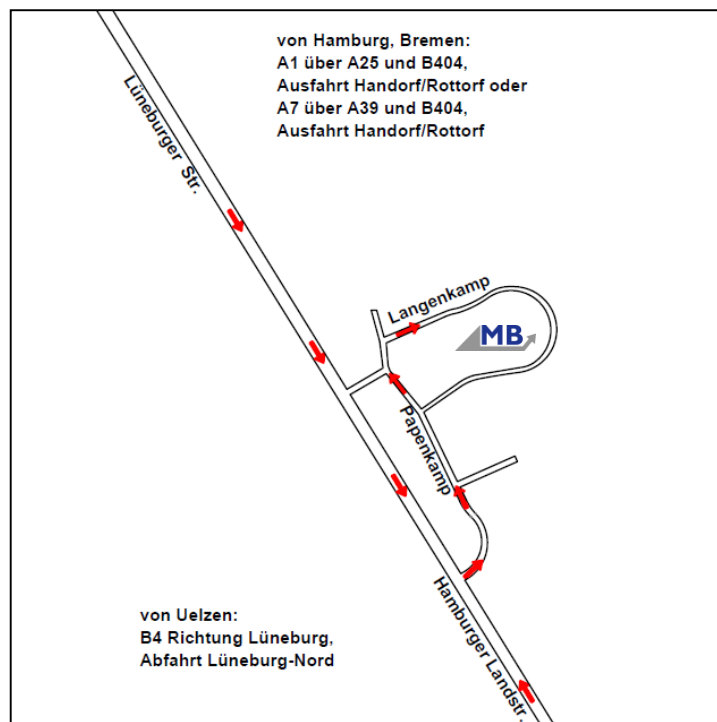 von Hamburg, Bremen:
A1 über A25 und B404,
Ausfahrt Handorf/Rottorf oder
A7 über A39 und B404,
Ausfahrt Handorf/Rottorf
Lüneburger Str.
Langenkamp
MB
Papenkamp
Hamburger Landstr.
von Uelzen:
B4 Richtung Lüneburg,
Abfahrt Lüneburg-Nord